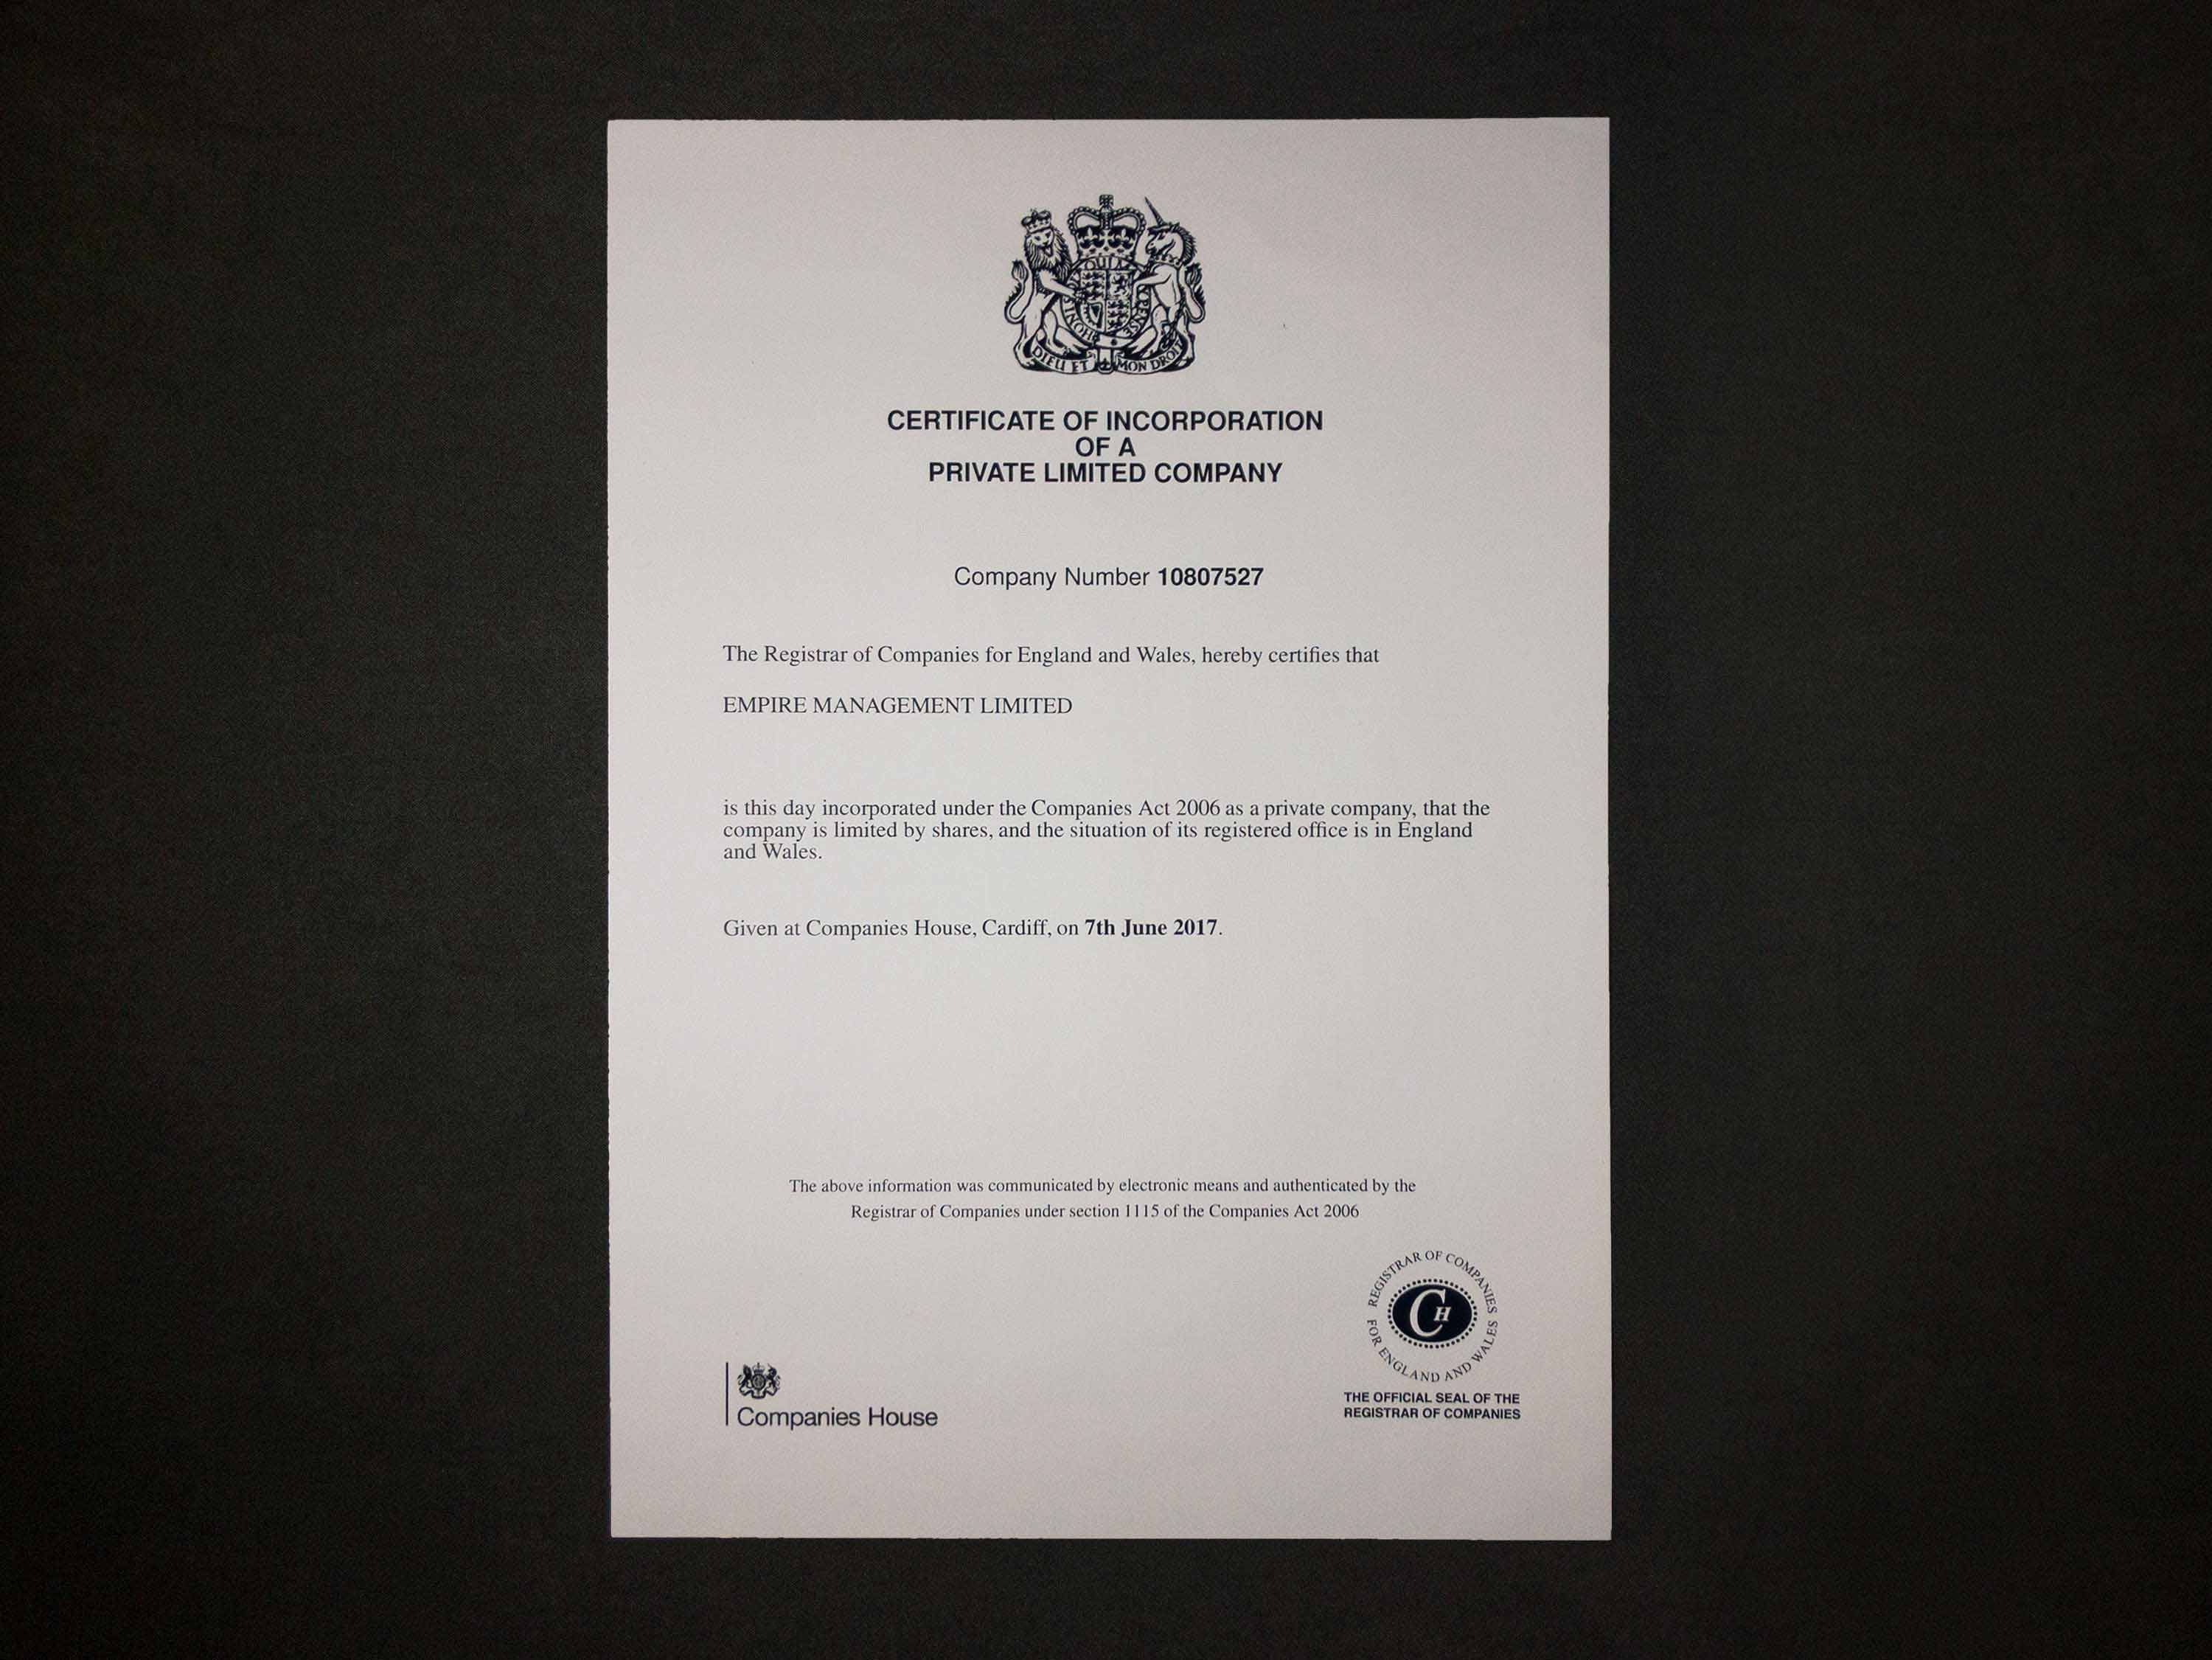 QUI
HONI
PENSE
DIEU ET MON DROIT
CERTIFICATE OF INCORPORATION
OF A
PRIVATE LIMITED COMPANY
Company Number 10807527
The Registrar of Companies for England and Wales, hereby certifies that
EMPIRE MANAGEMENT LIMITED
is this day incorporated under the Companies Act 2006 as a private company, that the
company is limited by shares, and the situation of its registered office is in England
and Wales.
Given at Companies House, Cardiff, on 7th June 2017.
The above information was communicated by electronic means and authenticated by the
Registrar of Companies under section 1115 of the Companies Act 2006
REGISTRAR OF COMPANIES
FOR ENGLAND AND WALES
CH
THE OFFICIAL SEAL OF THE
REGISTRAR OF COMPANIES
Companies House